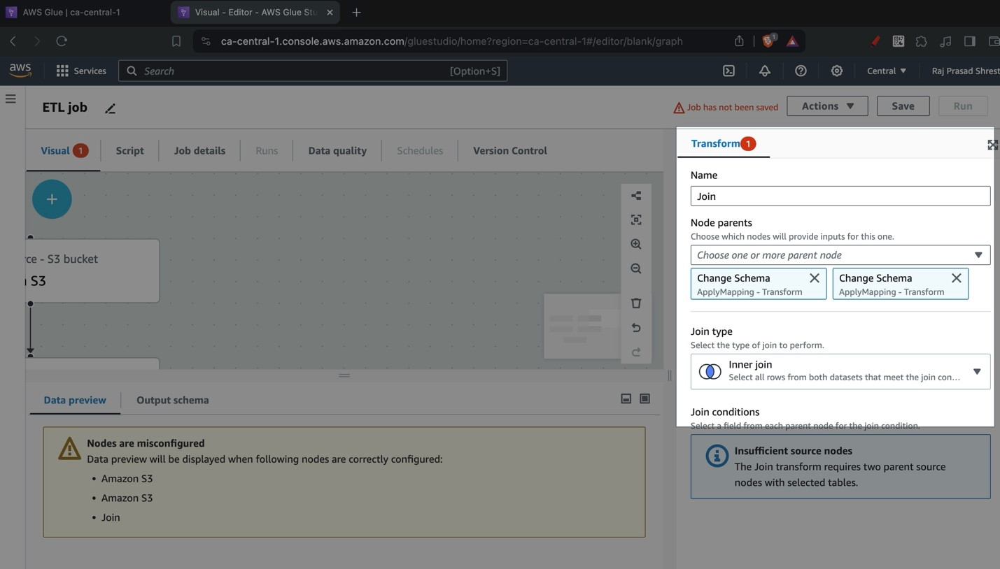 AWS Glue | ca-central-1
Visual - Editor - AWS Glue Stu
ca-central-1.console.aws.amazon.com/gluestudio/home?region=ca-central-1#/editor/blank/graph
1
aws
Services
Search
[Option+S]
Central
Raj Prasad Shrest
ETL job
Job has not been saved
Actions
Save
Run
Visual 1
Script
Job details
Runs
Data quality
Schedules
Version Control
rce - S3 bucket
S3
Data preview
Output schema
Nodes are misconfigured
Data preview will be displayed when following nodes are correctly configured:
• Amazon S3
• Amazon S3
• Join
Transform 1
Name
Join
Node parents
Choose which nodes will provide inputs for this one.
Choose one or more parent node
Change Schema
ApplyMapping - Transform
Change Schema
ApplyMapping - Transform
Join type
Select the type of join to perform.
Inner join
Select all rows from both datasets that meet the join con...
Join conditions
Select a field from each parent node for the join condition.
Insufficient source nodes
The Join transform requires two parent source
nodes with selected tables.